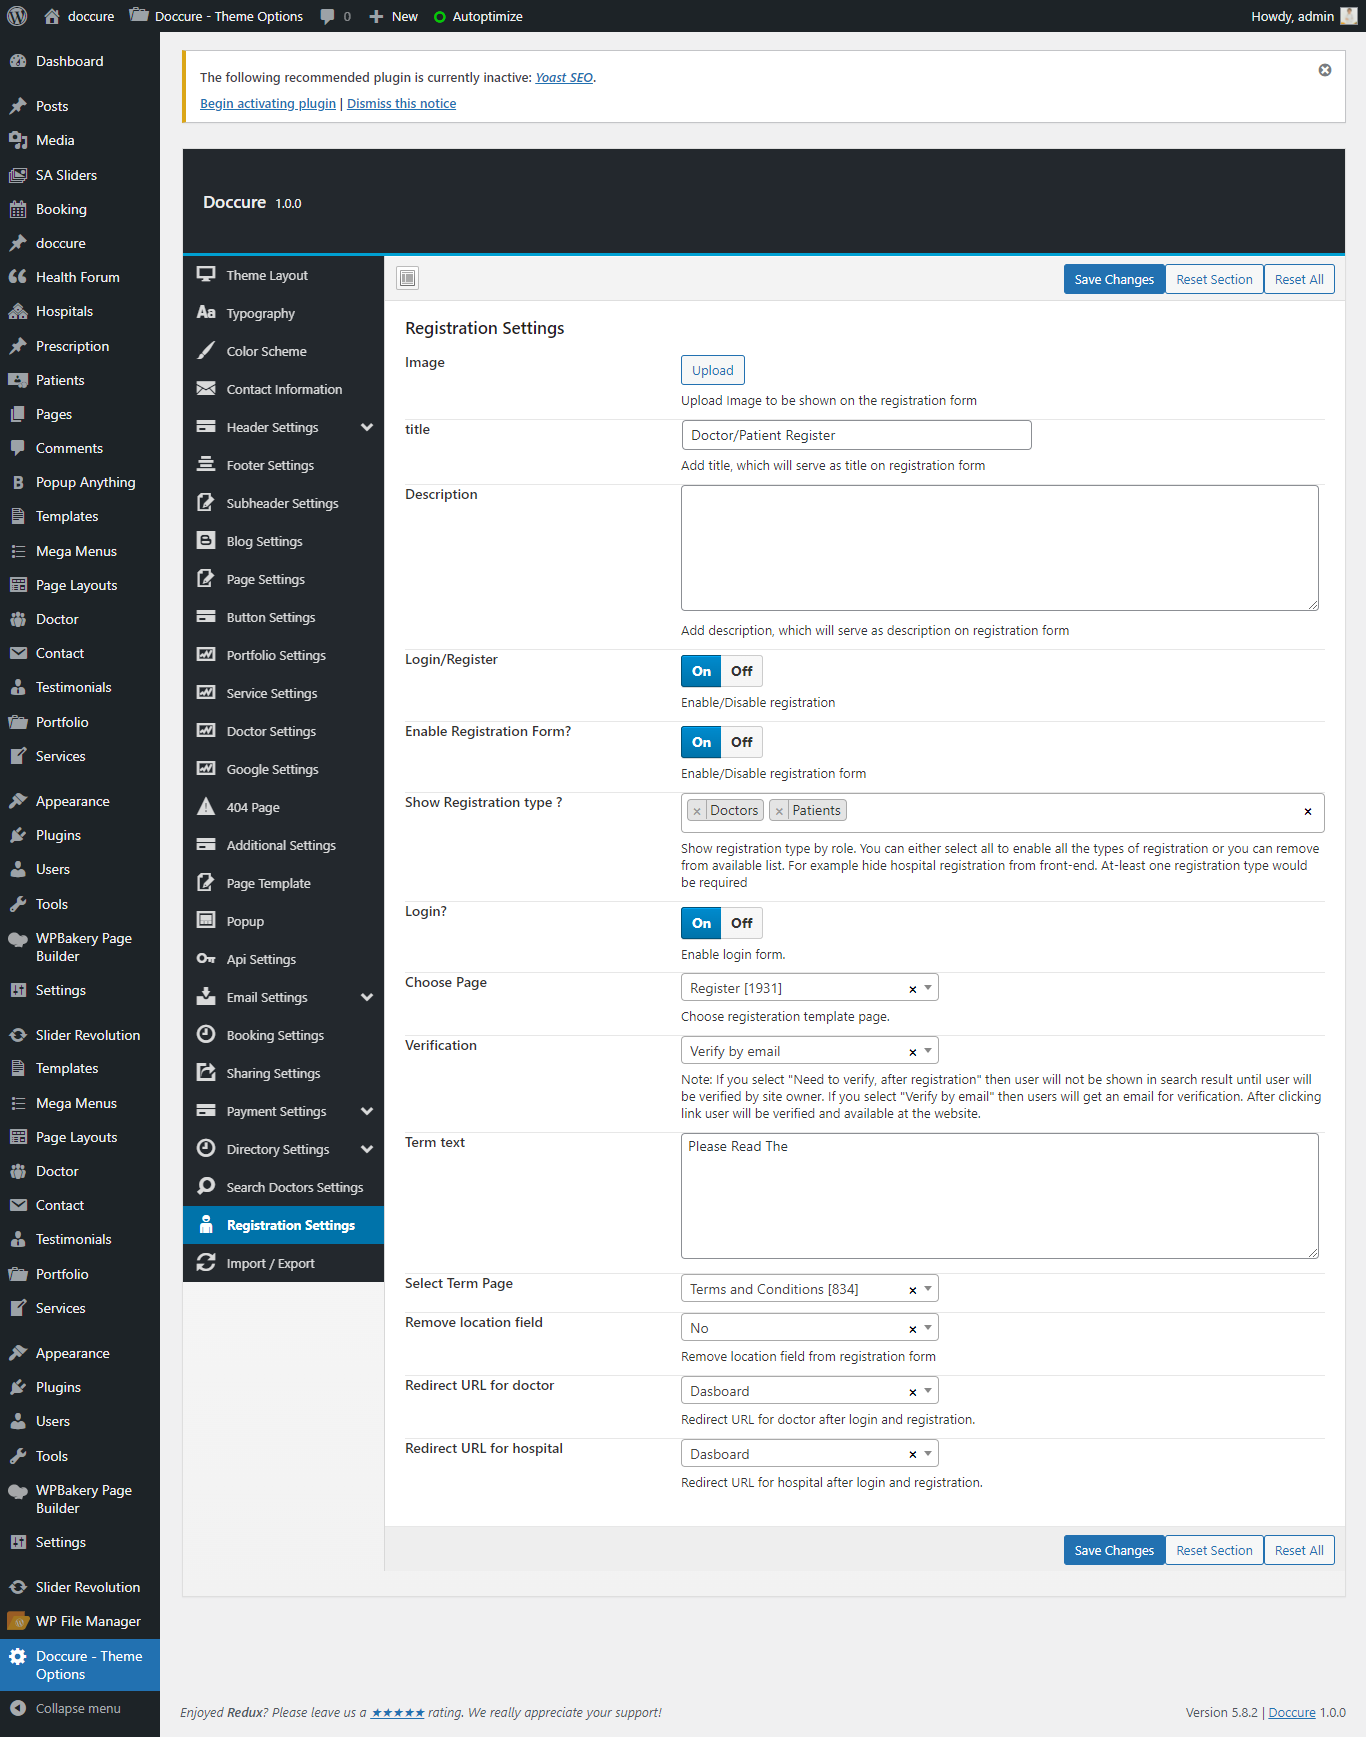 doccure
Doccure - Theme Options
0
New
Autoptimize
Howdy, admin
Dashboard
Posts
Media
SA Sliders
Booking
doccure
Health Forum
Hospitals
Prescription
Patients
Pages
Comments
Popup Anything
Templates
Mega Menus
Page Layouts
Doctor
Contact
Testimonials
Portfolio
Services
Appearance
Plugins
Users
Tools
WPBakery Page
Builder
Settings
Slider Revolution
Templates
Mega Menus
Page Layouts
Doctor
Contact
Testimonials
Portfolio
Services
Appearance
Plugins
Users
Tools
WPBakery Page
Builder
Settings
Slider Revolution
WP File Manager
Doccure - Theme
Options
Collapse menu
The following recommended plugin is currently inactive: Yoast SEO.
Begin activating plugin | Dismiss this notice
Doccure 1.0.0
Theme Layout
Typography
Color Scheme
Contact Information
Header Settings
Footer Settings
Subheader Settings
Blog Settings
Page Settings
Button Settings
Portfolio Settings
Service Settings
Doctor Settings
Google Settings
404 Page
Additional Settings
Page Template
Popup
Api Settings
Email Settings
Booking Settings
Sharing Settings
Payment Settings
Directory Settings
Search Doctors Settings
Registration Settings
Import / Export
Save Changes
Reset Section
Reset All
Registration Settings
Image
Upload
Upload Image to be shown on the registration form
title
Doctor/Patient Register
Add title, which will serve as title on registration form
Description
Add description, which will serve as description on registration form
Login/Register
On Off
Enable/Disable registration
Enable Registration Form?
On Off
Enable/Disable registration form
Show Registration type ?
× Doctors × Patients ×
Show registration type by role. You can either select all to enable all the types of registration or you can remove
from available list. For example hide hospital registration from front-end. At-least one registration type would
be required
Login?
On Off
Enable login form.
Choose Page
Register [1931] ×
Choose registeration template page.
Verification
Verify by email ×
Note: If you select "Need to verify, after registration" then user will not be shown in search result until user will
be verified by site owner. If you select "Verify by email" then users will get an email for verification. After clicking
link user will be verified and available at the website.
Term text
Please Read The
Select Term Page
Terms and Conditions [834] ×
Remove location field
No ×
Remove location field from registration form
Redirect URL for doctor
Dasboard ×
Redirect URL for doctor after login and registration.
Redirect URL for hospital
Dasboard ×
Redirect URL for hospital after login and registration.
Save Changes
Reset Section
Reset All
Enjoyed Redux? Please leave us a ★★★★★ rating. We really appreciate your support!
Version 5.8.2 | Doccure 1.0.0